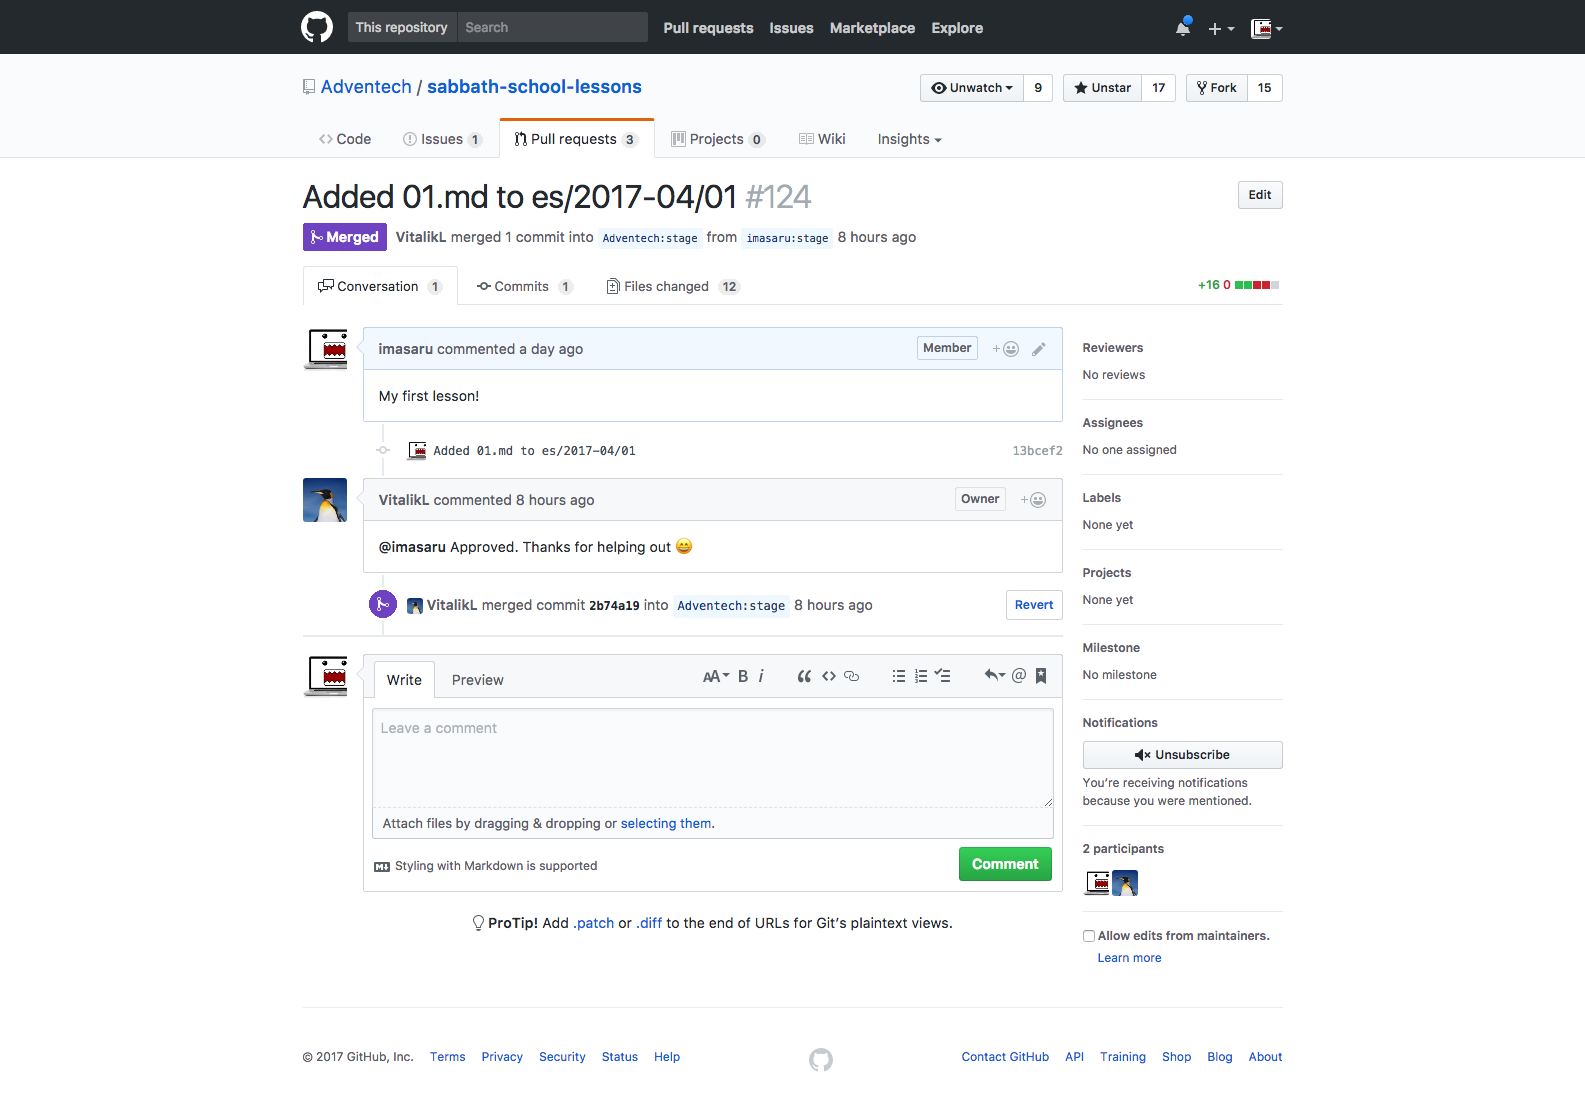 This repository Search Pull requests Issues Marketplace Explore
Adventech / sabbath-school-lessons Unwatch 9 Unstar 17 Fork 15
Code Issues 1 Pull requests 3 Projects 0 Wiki Insights
Added 01.md to es/2017-04/01 #124 Edit
Merged VitalikL merged 1 commit into Adventech:stage from imasaru:stage 8 hours ago
Conversation 1 Commits 1 Files changed 12 +16 0
imasaru commented a day ago Member
My first lesson!
Added 01.md to es/2017-04/01 13bcef2
VitalikL commented 8 hours ago Owner
@imasaru Approved. Thanks for helping out 😄
VitalikL merged commit 2b74a19 into Adventech:stage 8 hours ago Revert
Write Preview AA B i
Leave a comment
Attach files by dragging & dropping or selecting them.
Styling with Markdown is supported Comment
ProTip! Add .patch or .diff to the end of URLs for Git's plaintext views.
Reviewers
No reviews
Assignees
No one assigned
Labels
None yet
Projects
None yet
Milestone
No milestone
Notifications
Unsubscribe
You're receiving notifications
because you were mentioned.
2 participants
Allow edits from maintainers.
Learn more
© 2017 GitHub, Inc. Terms Privacy Security Status Help Contact GitHub API Training Shop Blog About